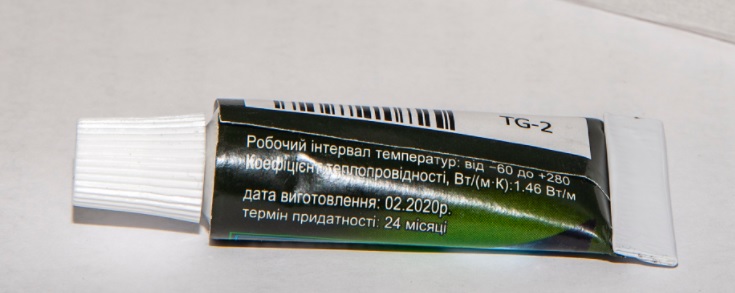 TG-2
Робочий інтервал температур: від -60 до +280
Коефіцієнт теплопровідності, Вт/(м·К):1.46 Вт/м
дата виготовлення: 02.2020р.
термін придатності: 24 місяці